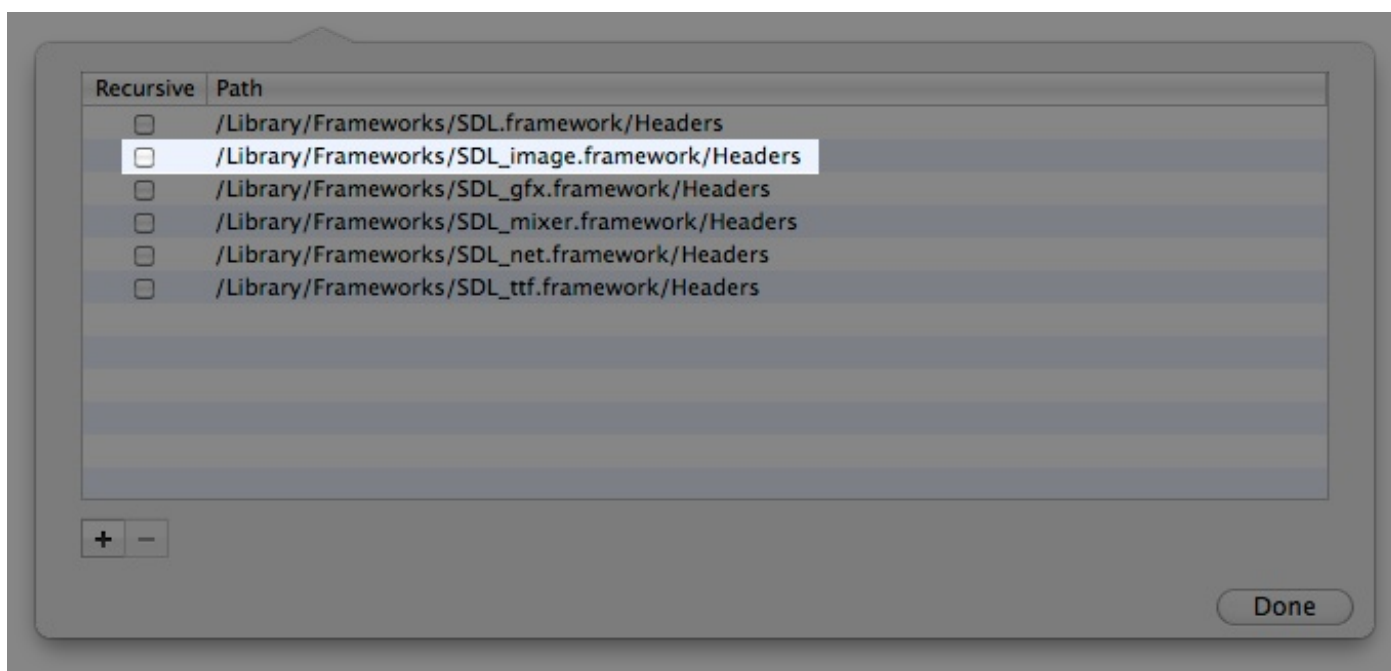 Recursive Path
/Library/Frameworks/SDL.framework/Headers
/Library/Frameworks/SDL_image.framework/Headers
/Library/Frameworks/SDL_gfx.framework/Headers
/Library/Frameworks/SDL_mixer.framework/Headers
/Library/Frameworks/SDL_net.framework/Headers
/Library/Frameworks/SDL_ttf.framework/Headers
+ −
Done